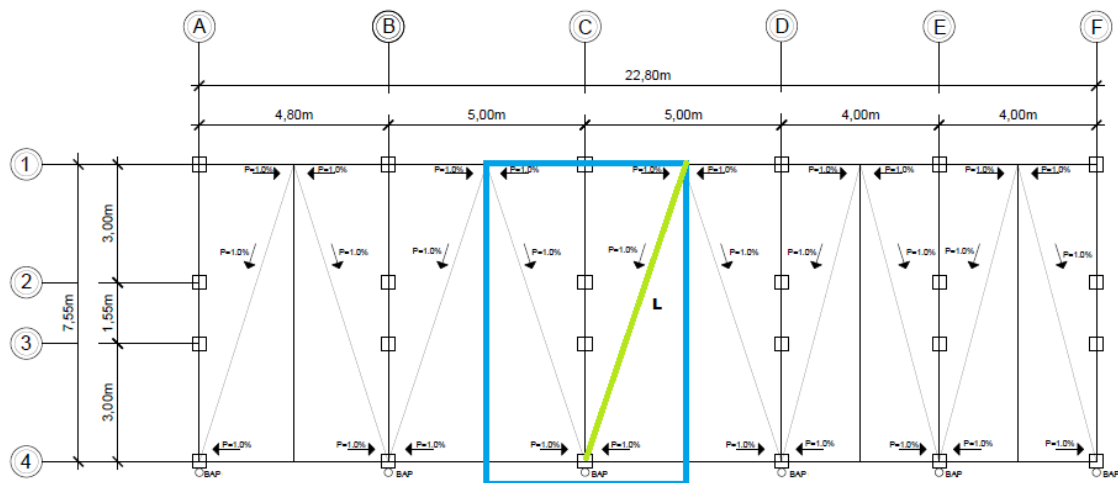 A B C D E F
22,80m
4,80m 5,00m 5,00m 4,00m 4,00m
1
P=1.0% P=1.0% P=1.0% P=1.0% P=1.0% P=1.0% P=1.0% P=1.0% P=1.0% P=1.0%
3,00m
P=1.0% P=1.0% P=1.0% P=1.0% P=1.0% P=1.0% P=1.0% P=1.0% P=1.0% P=1.0%
2
7,55m 1,55m
L
3
3,00m
P=1.0% P=1.0% P=1.0% P=1.0% P=1.0% P=1.0% P=1.0% P=1.0% P=1.0% P=1.0%
4
BAP BAP BAP BAP BAP BAP